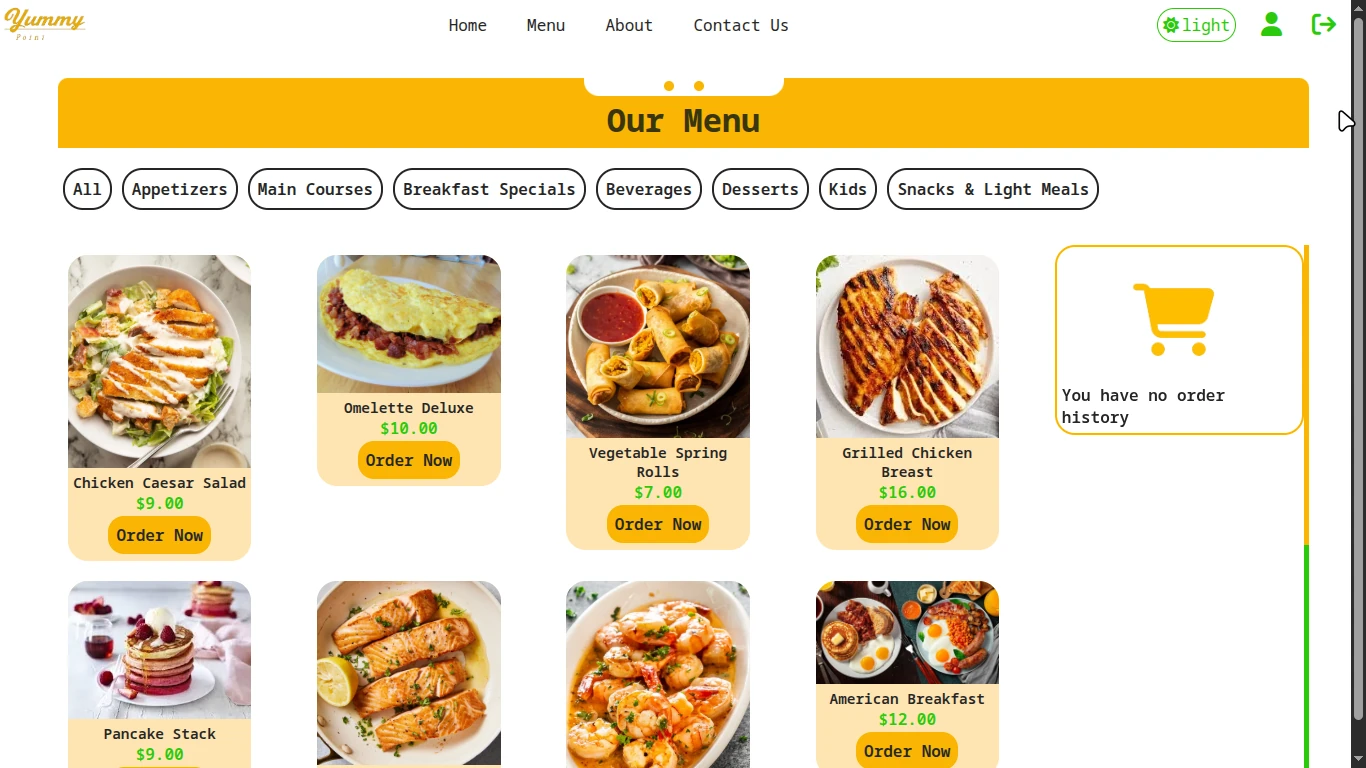 Yummy
Point
Home
Menu
About
Contact Us
light
Our Menu
All
Appetizers
Main Courses
Breakfast Specials
Beverages
Desserts
Kids
Snacks & Light Meals
Chicken Caesar Salad
$9.00
Order Now
Omelette Deluxe
$10.00
Order Now
Vegetable Spring
Rolls
$7.00
Order Now
Grilled Chicken
Breast
$16.00
Order Now
You have no order
history
Pancake Stack
$9.00
American Breakfast
$12.00
Order Now